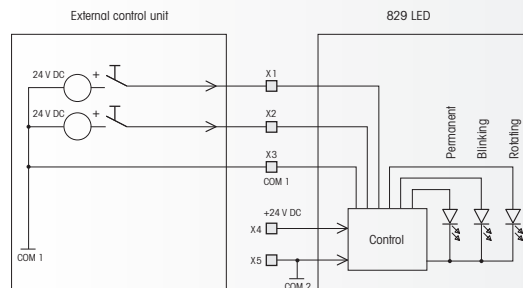 External control unit
829 LED
24 V DC
+
X1
24 V DC
+
X2
X3
COM 1
Permanent
Blinking
Rotating
+24 V DC
X4
Control
X5
COM 1
COM 2